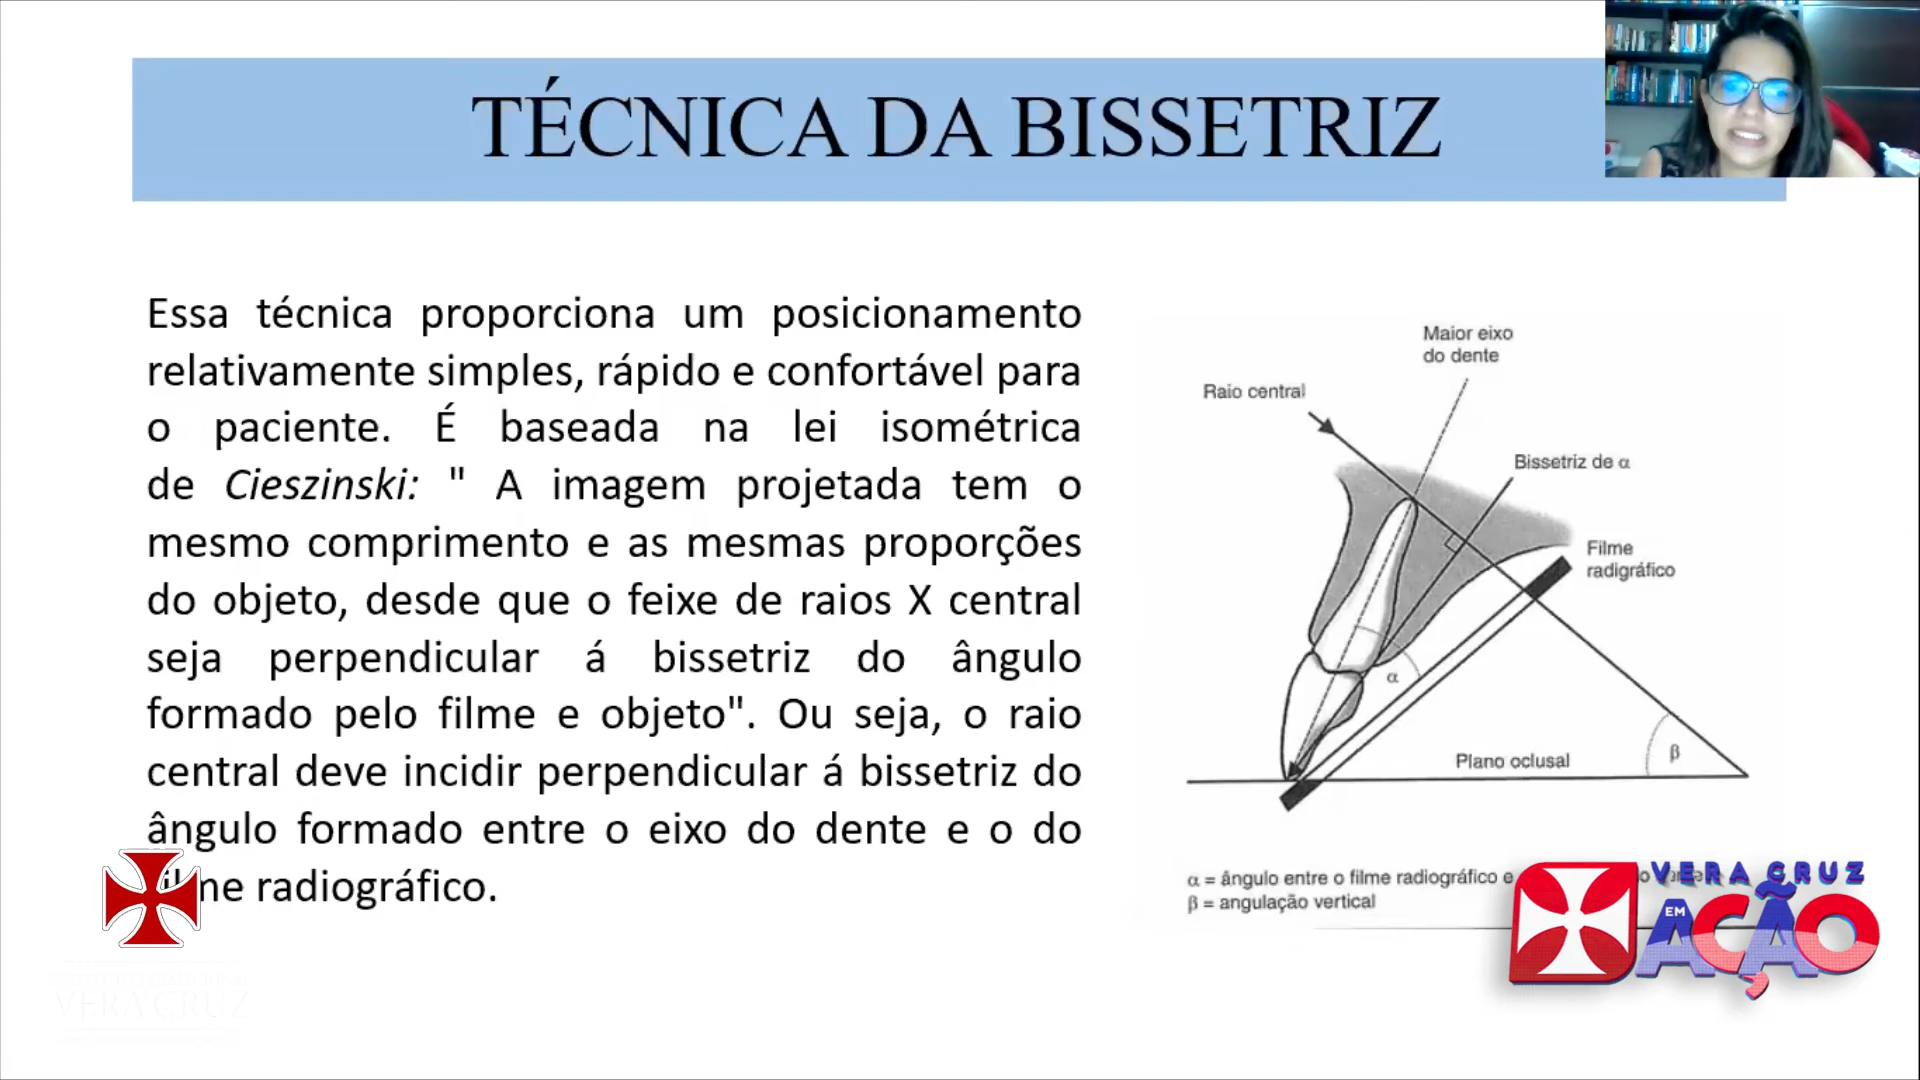 TÉCNICA DA BISSETRIZ
Essa técnica proporciona um posicionamento
relativamente simples, rápido e confortável para
o paciente. É baseada na lei isométrica
de Cieszinski: " A imagem projetada tem o
mesmo comprimento e as mesmas proporções
do objeto, desde que o feixe de raios X central
seja perpendicular á bissetriz do ângulo
formado pelo filme e objeto". Ou seja, o raio
central deve incidir perpendicular á bissetriz do
ângulo formado entre o eixo do dente e o do
me radiográfico.
Maior eixo
do dente
Raio central
Bissetriz de α
Filme
radigráfico
α
β
Plano oclusal
α = ângulo entre o filme radiográfico e
β = angulação vertical
VERA CRUZ
EM
AÇÃO
VERA CRUZ